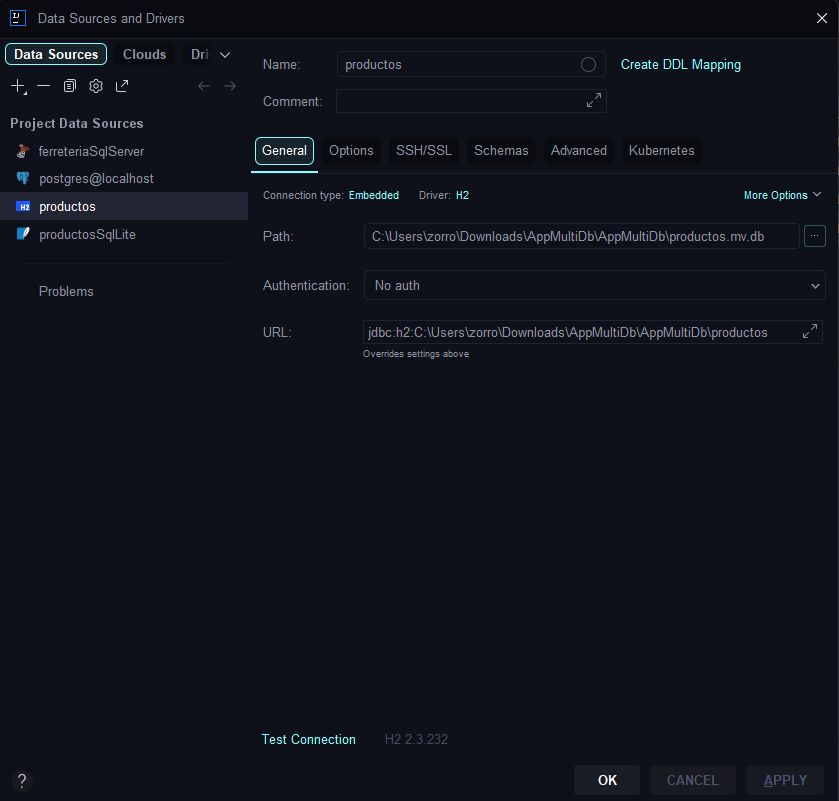 Data Sources and Drivers
Data Sources Clouds Dri
Project Data Sources
ferreteriaSqlServer
postgres@localhost
H2 productos
productosSqlLite
Problems
Name: productos Create DDL Mapping
Comment:
General Options SSH/SSL Schemas Advanced Kubernetes
Connection type: Embedded Driver: H2 More Options
Path: C:\Users\zorro\Downloads\AppMultiDb\AppMultiDb\productos.mv.db ...
Authentication: No auth
URL: jdbc:h2:C:\Users\zorro\Downloads\AppMultiDb\AppMultiDb\productos
Overrides settings above
Test Connection H2 2.3.232
? OK CANCEL APPLY